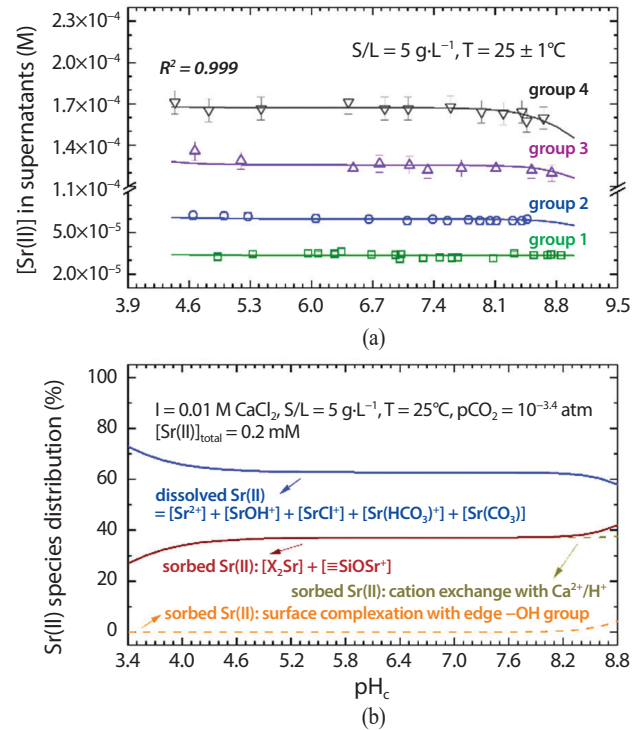 2.3×10⁻⁴
2.0×10⁻⁴
1.7×10⁻⁴
1.4×10⁻⁴
1.1×10⁻⁴
5.0×10⁻⁵
2.0×10⁻⁵
[Sr(II)] in supernatants (M)
S/L = 5 g·L⁻¹, T = 25 ± 1°C
R² = 0.999
group 4
group 3
group 2
group 1
3.9 4.6 5.3 6.0 6.7 7.4 8.1 8.8 9.5
(a)
100
80
60
40
20
0
Sr(II) species distribution (%)
I = 0.01 M CaCl₂, S/L = 5 g·L⁻¹, T = 25°C, pCO₂ = 10⁻³·⁴ atm
[Sr(II)]total = 0.2 mM
dissolved Sr(II)
= [Sr²⁺] + [SrOH⁺] + [SrCl⁺] + [Sr(HCO₃)⁺] + [Sr(CO₃)]
sorbed Sr(II): [X₂Sr] + [≡SiOSr⁺]
sorbed Sr(II): cation exchange with Ca²⁺/H⁺
sorbed Sr(II): surface complexation with edge –OH group
3.4 4.0 4.6 5.2 5.8 6.4 7.0 7.6 8.2 8.8
pHc
(b)